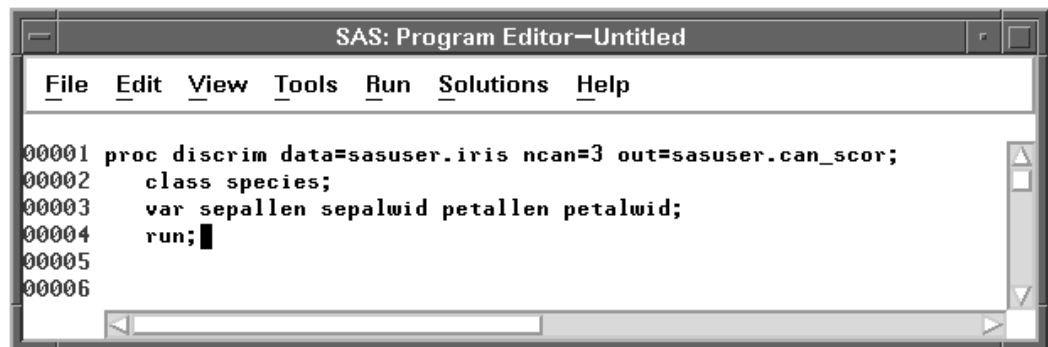 SAS: Program Editor—Untitled
File Edit View Tools Run Solutions Help
00001 proc discrim data=sasuser.iris ncan=3 out=sasuser.can_scor;
00002 class species;
00003 var sepallen sepalwid petallen petalwid;
00004 run;
00005
00006